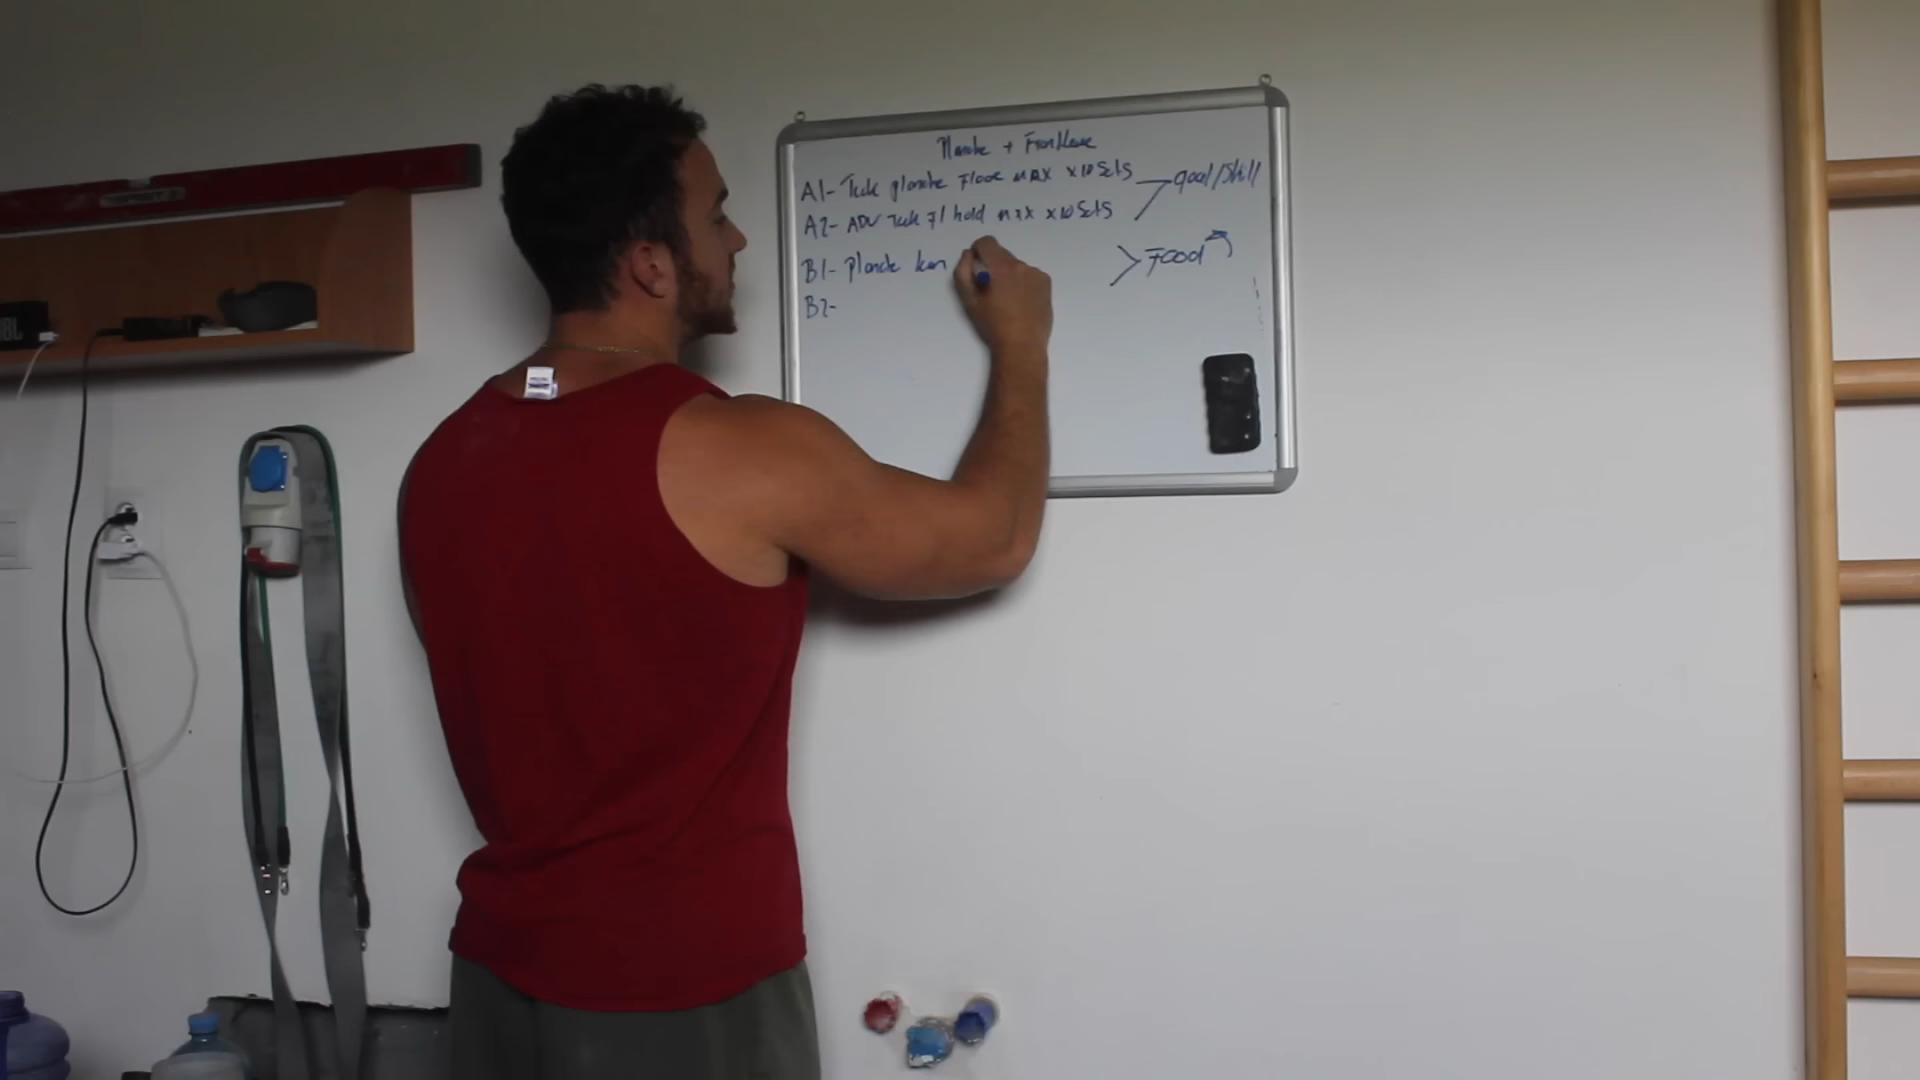 Planche + Frontlever
A1- Tuck planche Floor MAX x10 Sets
goal/Skill
A2- ADV Tuck Fl hold MAX x10 Sets
B1- Planche lean
Food
B2-
JBL